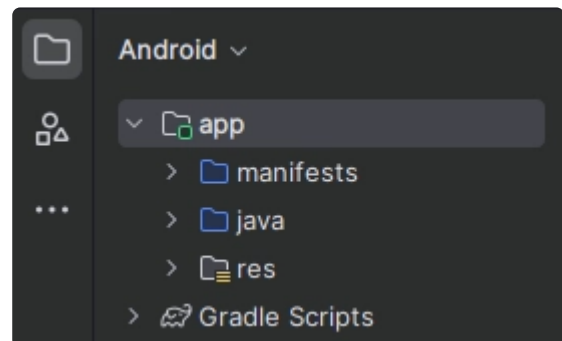 Android
app
manifests
java
res
Gradle Scripts